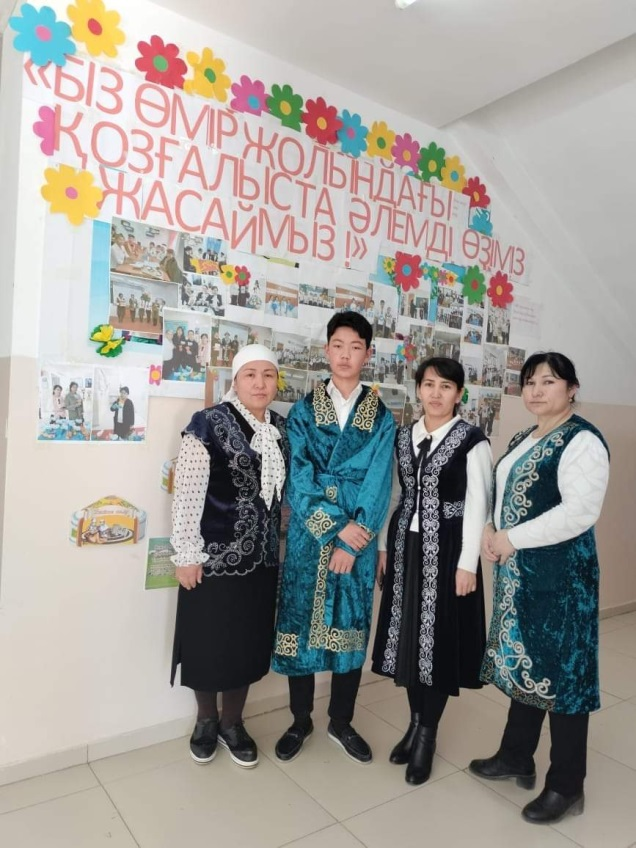 «БІЗ ӨМІР ЖОЛЫНДАҒЫ
ҚОЗҒАЛЫСТА ӘЛЕМДІ ӨЗІМІЗ
ЖАСАЙМЫЗ !»